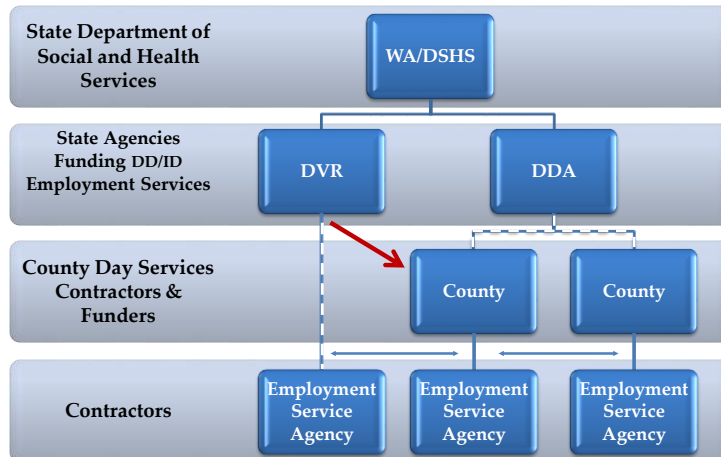 State Department of
Social and Health
Services
WA/DSHS
State Agencies
Funding DD/ID
Employment Services
DVR
DDA
County Day Services
Contractors &
Funders
County
County
Contractors
Employment
Service
Agency
Employment
Service
Agency
Employment
Service
Agency